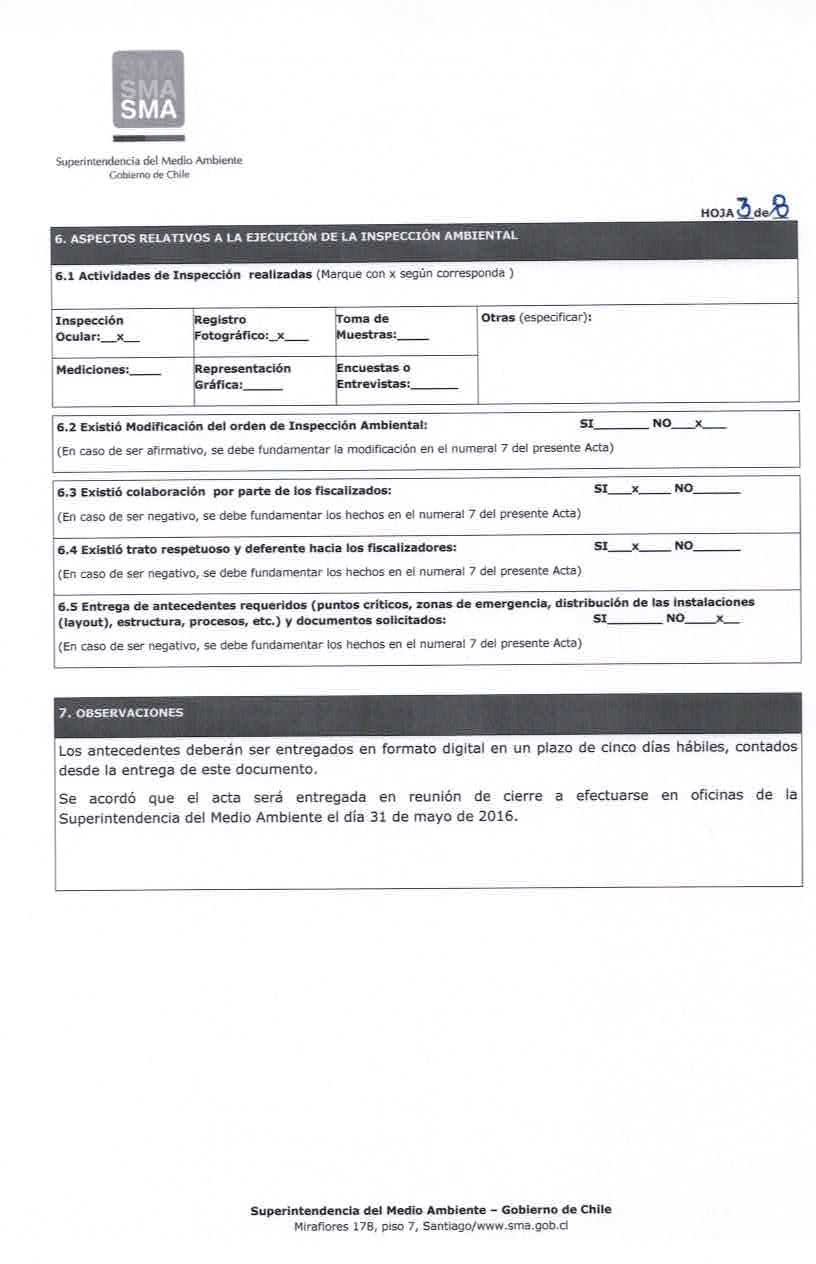 SMA
SMA
SMA
Superintendencia del Medio Ambiente
Gobierno de Chile
HOJA 3 de 8
6. ASPECTOS RELATIVOS A LA EJECUCIÓN DE LA INSPECCIÓN AMBIENTAL
6.1 Actividades de Inspección realizadas (Marque con x según corresponda )
Inspección
Ocular:__x__
Registro
Fotográfico:_x___
Toma de
Muestras:____
Otras (especificar):
Mediciones:____
Representación
Gráfica:_____
Encuestas o
Entrevistas:______
6.2 Existió Modificación del orden de Inspección Ambiental: SI_______ NO___x___
(En caso de ser afirmativo, se debe fundamentar la modificación en el numeral 7 del presente Acta)
6.3 Existió colaboración por parte de los fiscalizados: SI___x____ NO______
(En caso de ser negativo, se debe fundamentar los hechos en el numeral 7 del presente Acta)
6.4 Existió trato respetuoso y deferente hacia los fiscalizadores: SI___x____ NO______
(En caso de ser negativo, se debe fundamentar los hechos en el numeral 7 del presente Acta)
6.5 Entrega de antecedentes requeridos (puntos críticos, zonas de emergencia, distribución de las instalaciones
(layout), estructura, procesos, etc.) y documentos solicitados: SI_______ NO____x__
(En caso de ser negativo, se debe fundamentar los hechos en el numeral 7 del presente Acta)
7. OBSERVACIONES
Los antecedentes deberán ser entregados en formato digital en un plazo de cinco días hábiles, contados
desde la entrega de este documento.
Se acordó que el acta será entregada en reunión de cierre a efectuarse en oficinas de la
Superintendencia del Medio Ambiente el día 31 de mayo de 2016.
Superintendencia del Medio Ambiente – Gobierno de Chile
Miraflores 178, piso 7, Santiago/www.sma.gob.cl